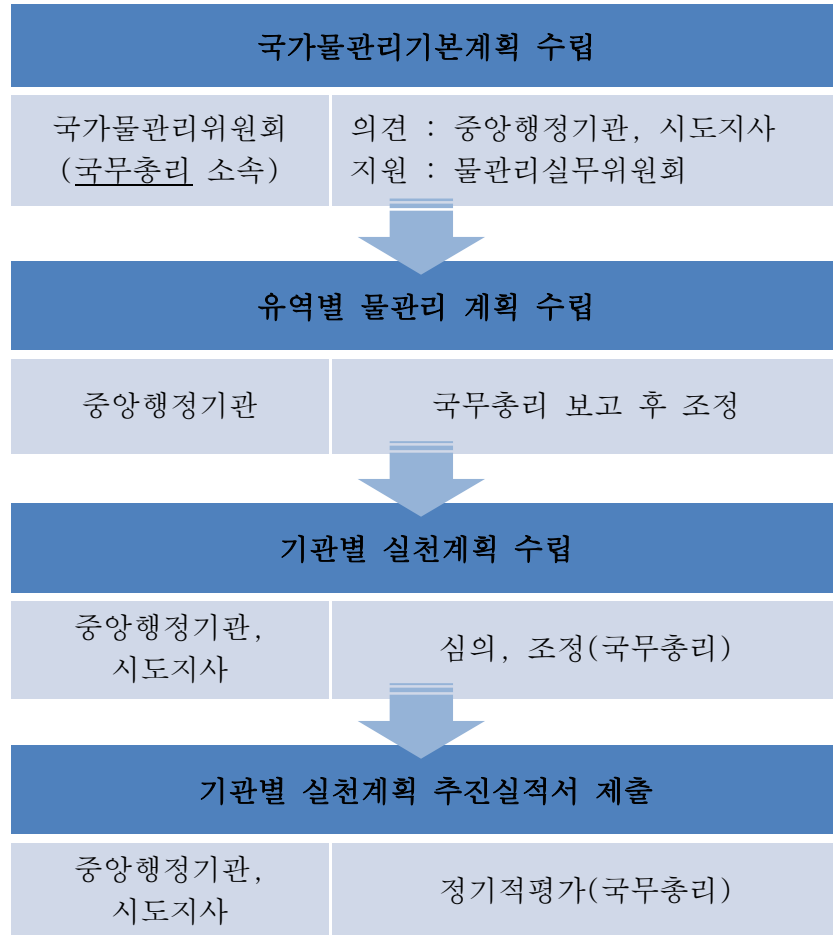 국가물관리기본계획 수립
국가물관리위원회
(국무총리 소속)
의견 : 중앙행정기관, 시도지사
지원 : 물관리실무위원회
유역별 물관리 계획 수립
중앙행정기관
국무총리 보고 후 조정
기관별 실천계획 수립
중앙행정기관,
시도지사
심의, 조정(국무총리)
기관별 실천계획 추진실적서 제출
중앙행정기관,
시도지사
정기적평가(국무총리)